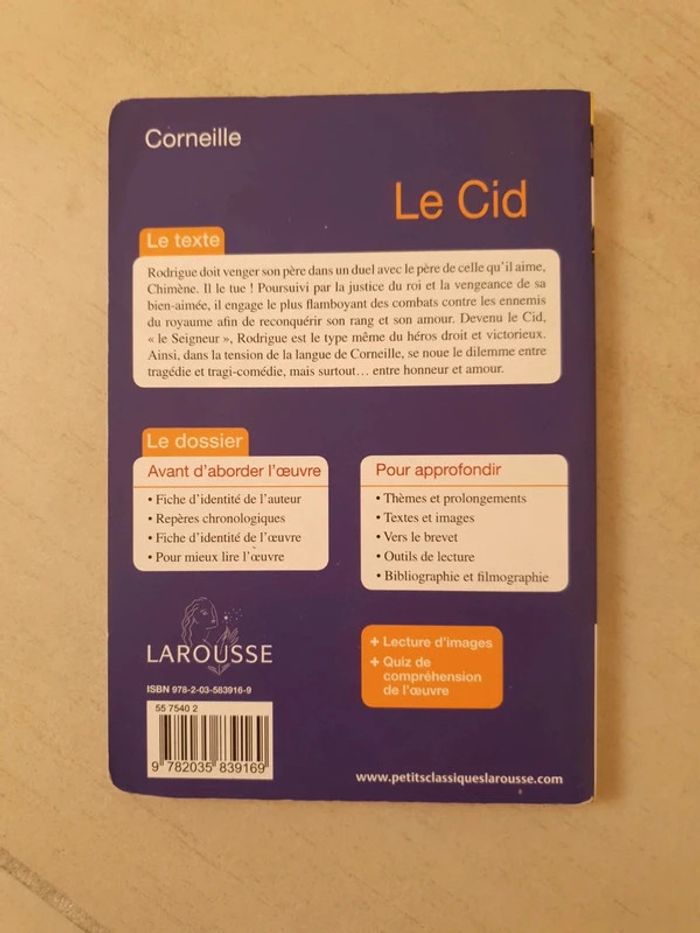 Corneille
Le Cid
Le texte
Rodrigue doit venger son père dans un duel avec le père de celle qu'il aime,
Chimène. Il le tue ! Poursuivi par la justice du roi et la vengeance de sa
bien-aimée, il engage le plus flamboyant des combats contre les ennemis
du royaume afin de reconquérir son rang et son amour. Devenu le Cid,
« le Seigneur », Rodrigue est le type même du héros droit et victorieux.
Ainsi, dans la tension de la langue de Corneille, se noue le dilemme entre
tragédie et tragi-comédie, mais surtout… entre honneur et amour.
Le dossier
Avant d'aborder l'œuvre
• Fiche d'identité de l'auteur
• Repères chronologiques
• Fiche d'identité de l'œuvre
• Pour mieux lire l'œuvre
Pour approfondir
• Thèmes et prolongements
• Textes et images
• Vers le brevet
• Outils de lecture
• Bibliographie et filmographie
+ Lecture d'images
+ Quiz de
compréhension
de l'œuvre
LAROUSSE
ISBN 978-2-03-583916-9
55 7540 2
9 782035 839169
www.petitsclassiqueslarousse.com